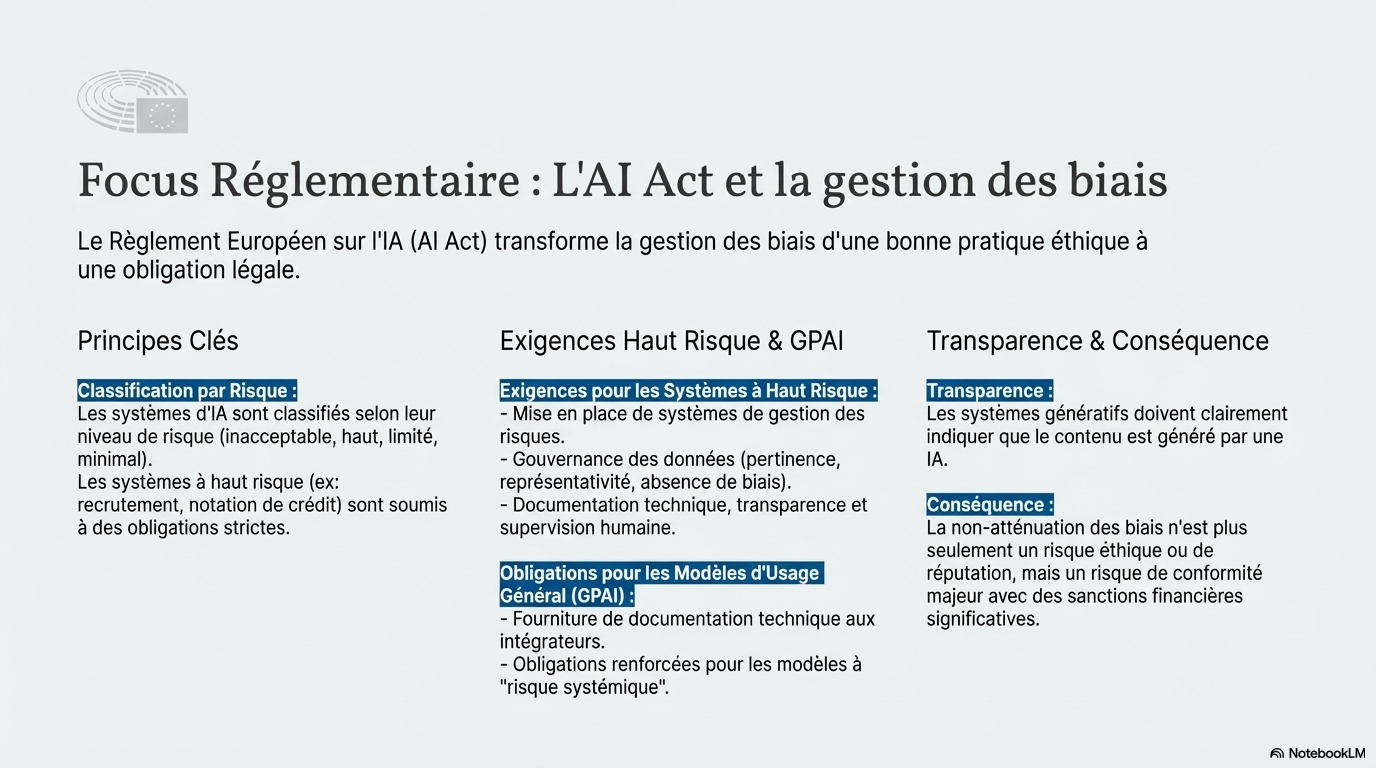 Focus Réglementaire : L'AI Act et la gestion des biais
Le Règlement Européen sur l'IA (AI Act) transforme la gestion des biais d'une bonne pratique éthique à
une obligation légale.
Principes Clés
Classification par Risque :
Les systèmes d'IA sont classifiés selon leur
niveau de risque (inacceptable, haut, limité,
minimal).
Les systèmes à haut risque (ex:
recrutement, notation de crédit) sont soumis
à des obligations strictes.
Exigences Haut Risque & GPAI
Exigences pour les Systèmes à Haut Risque :
- Mise en place de systèmes de gestion des
risques.
- Gouvernance des données (pertinence,
représentativité, absence de biais).
- Documentation technique, transparence et
supervision humaine.
Obligations pour les Modèles d'Usage
Général (GPAI) :
- Fourniture de documentation technique aux
intégrateurs.
- Obligations renforcées pour les modèles à
"risque systémique".
Transparence & Conséquence
Transparence :
Les systèmes génératifs doivent clairement
indiquer que le contenu est généré par une
IA.
Conséquence :
La non-atténuation des biais n'est plus
seulement un risque éthique ou de
réputation, mais un risque de conformité
majeur avec des sanctions financières
significatives.
NotebookLM